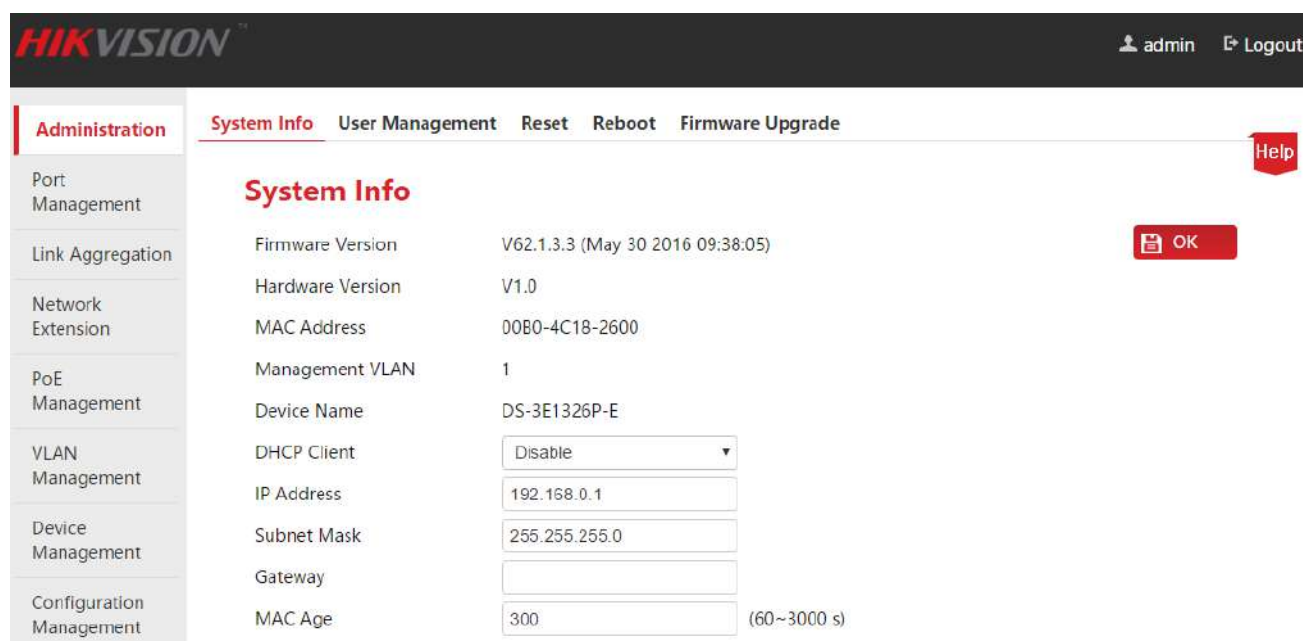 HIKVISION™
admin Logout
Administration
Port
Management
Link Aggregation
Network
Extension
PoE
Management
VLAN
Management
Device
Management
Configuration
Management
System Info User Management Reset Reboot Firmware Upgrade
Help
System Info
Firmware Version V62.1.3.3 (May 30 2016 09:38:05)
OK
Hardware Version V1.0
MAC Address 00B0-4C18-2600
Management VLAN 1
Device Name DS-3E1326P-E
DHCP Client Disable
IP Address 192.168.0.1
Subnet Mask 255.255.255.0
Gateway
MAC Age 300 (60~3000 s)